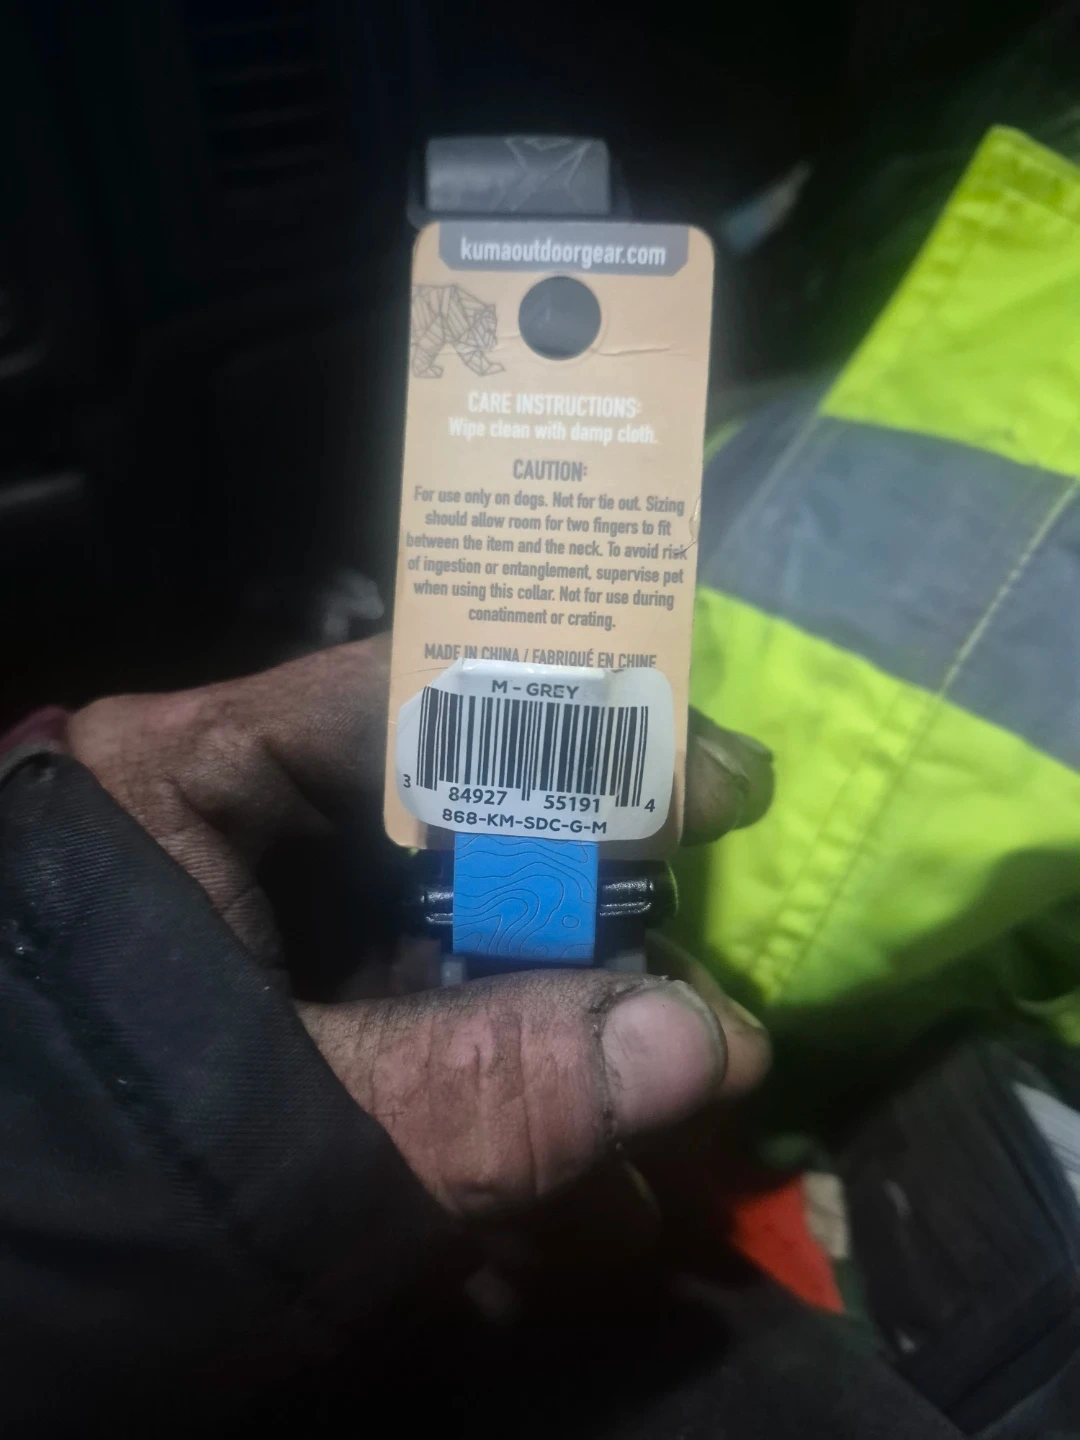 kumaoutdoorgear.com
CARE INSTRUCTIONS:
Wipe clean with damp cloth.
CAUTION:
For use only on dogs. Not for tie out. Sizing
should allow room for two fingers to fit
between the item and the neck. To avoid risk
of ingestion or entanglement, supervise pet
when using this collar. Not for use during
conatinment or crating.
MADE IN CHINA / FABRIQUÉ EN CHINE
M - GREY
3 84927 55191 4
868-KM-SDC-G-M